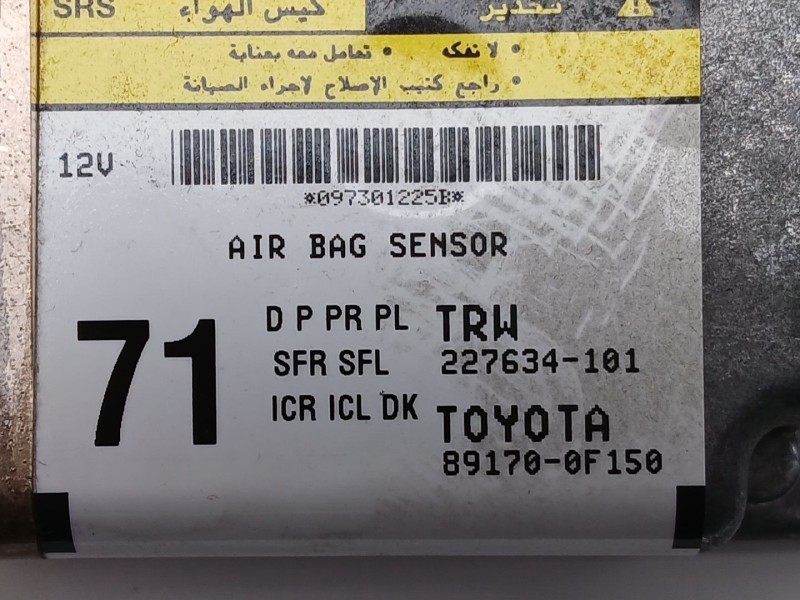 SRS كيس الهواء تحذير
• لا تفكه • تعامل معه بعناية
• راجع كتيب الإصلاح لاجراء الصيانة
12V
*097301225B*
AIR BAG SENSOR
71
D P PR PL TRW
SFR SFL 227634-101
ICR ICL DK TOYOTA
89170-0F150